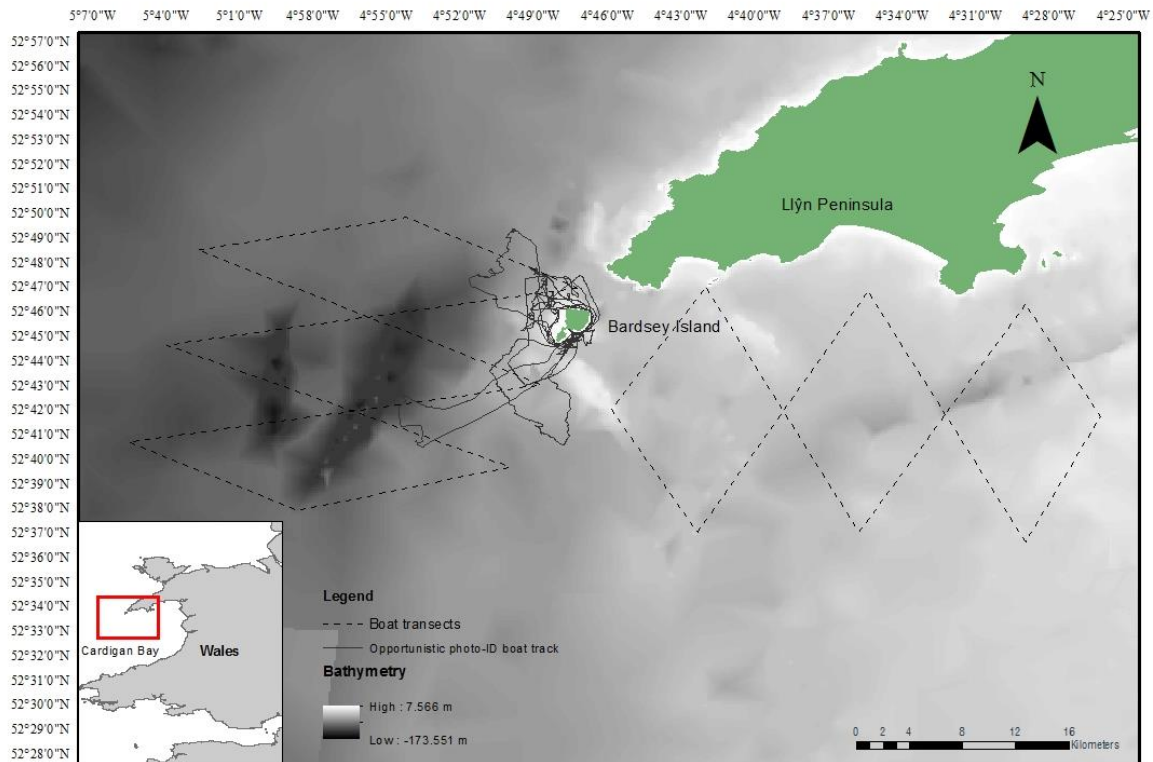 5°7'0"W 5°4'0"W 5°1'0"W 4°58'0"W 4°55'0"W 4°52'0"W 4°49'0"W 4°46'0"W 4°43'0"W 4°40'0"W 4°37'0"W 4°34'0"W 4°31'0"W 4°28'0"W 4°25'0"W
52°57'0"N
52°56'0"N
52°55'0"N
52°54'0"N
52°53'0"N
52°52'0"N
52°51'0"N
52°50'0"N
52°49'0"N
52°48'0"N
52°47'0"N
52°46'0"N
52°45'0"N
52°44'0"N
52°43'0"N
52°42'0"N
52°41'0"N
52°40'0"N
52°39'0"N
52°38'0"N
52°37'0"N
52°36'0"N
52°35'0"N
52°34'0"N
52°33'0"N
52°32'0"N
52°31'0"N
52°30'0"N
52°29'0"N
52°28'0"N
N
Llŷn Peninsula
Bardsey Island
Cardigan Bay
Wales
Legend
Boat transects
Opportunistic photo-ID boat track
Bathymetry
High : 7.566 m
Low : -173.551 m
0 2 4 8 12 16
Kilometers